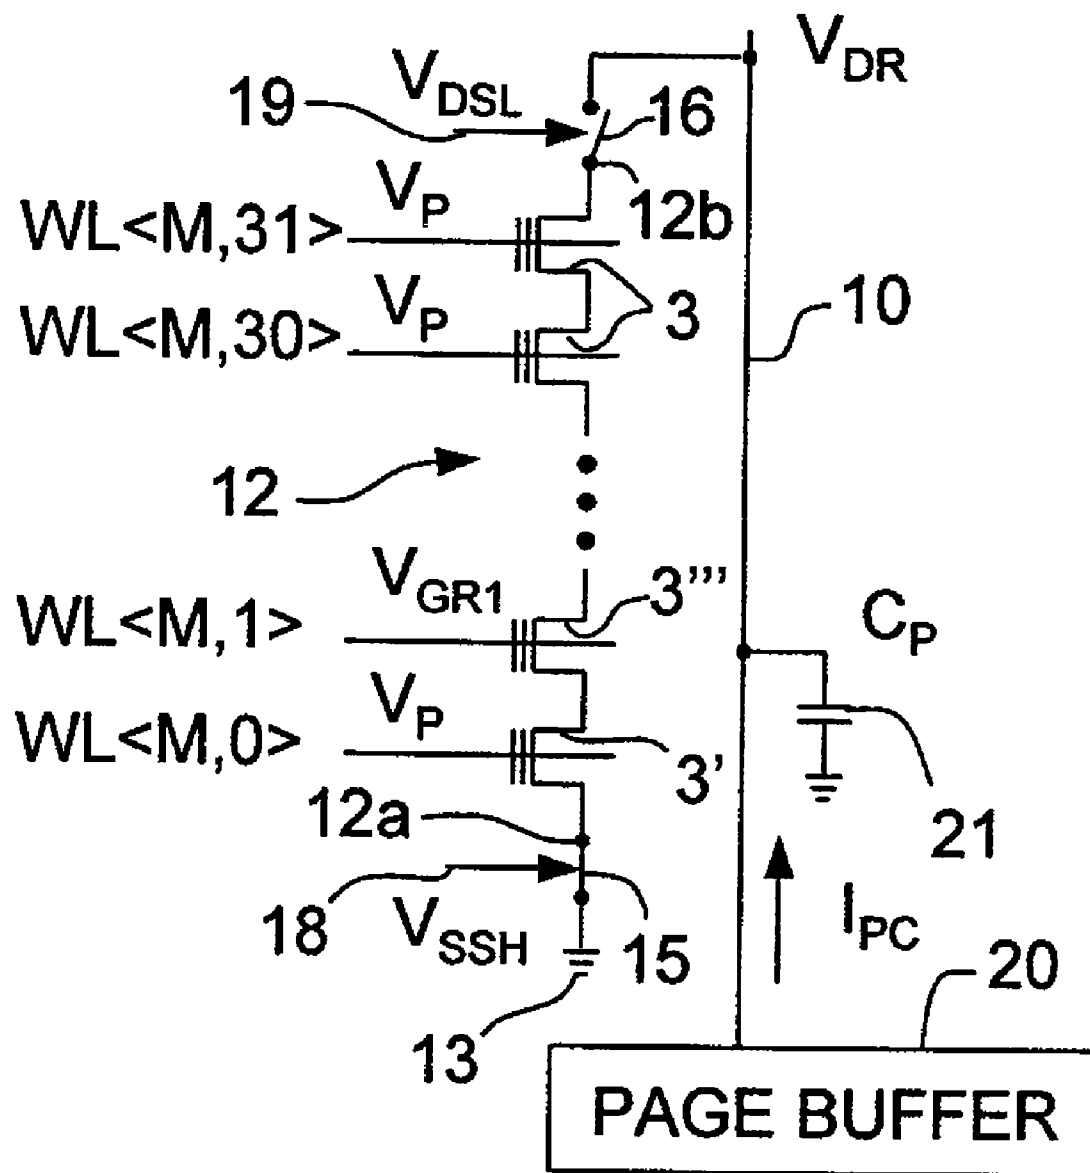 V_DR
V_DSL
19
16
V_P
12b
WL<M,31>
V_P
3
10
WL<M,30>
12
V_GR1
3'''
WL<M,1>
C_P
V_P
WL<M,0>
3'
12a
21
18
V_SSH
15
I_PC
13
20
PAGE BUFFER